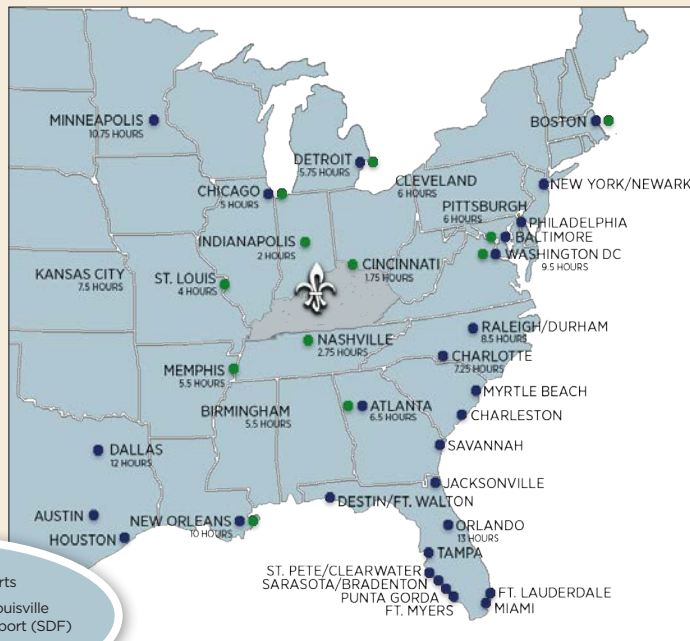 MINNEAPOLIS
10.75 HOURS
BOSTON
DETROIT
5.75 HOURS
CLEVELAND
6 HOURS
CHICAGO
5 HOURS
NEW YORK/NEWARK
PITTSBURGH
6 HOURS
PHILADELPHIA
BALTIMORE
INDIANAPOLIS
2 HOURS
WASHINGTON DC
9.5 HOURS
CINCINNATI
1.75 HOURS
KANSAS CITY
7.5 HOURS
ST. LOUIS
4 HOURS
RALEIGH/DURHAM
8.5 HOURS
NASHVILLE
2.75 HOURS
CHARLOTTE
7.25 HOURS
MEMPHIS
5.5 HOURS
MYRTLE BEACH
BIRMINGHAM
5.5 HOURS
ATLANTA
6.5 HOURS
CHARLESTON
DALLAS
12 HOURS
SAVANNAH
JACKSONVILLE
DESTIN/FT. WALTON
AUSTIN
NEW ORLEANS
10 HOURS
ORLANDO
13 HOURS
HOUSTON
TAMPA
ST. PETE/CLEARWATER
SARASOTA/BRADENTON
PUNTA GORDA
FT. MYERS
FT. LAUDERDALE
MIAMI
(SDF)